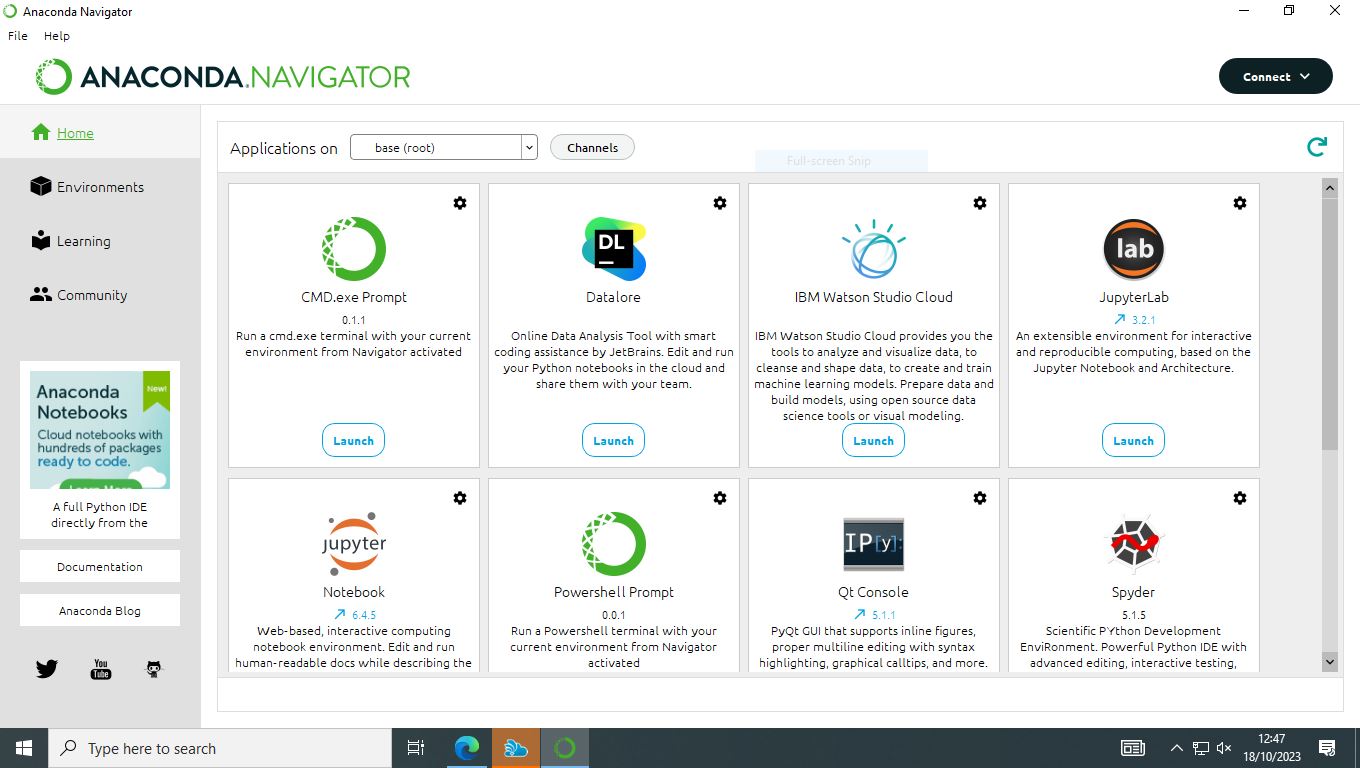 Anaconda Navigator
File Help
ANACONDA.NAVIGATOR
Connect
Home
Environments
Learning
Community
Anaconda
Notebooks
New!
Cloud notebooks with
hundreds of packages
ready to code.
Learn More
A full Python IDE
directly from the
Documentation
Anaconda Blog
You
Tube
Applications on
base (root)
Channels
Full-screen Snip
CMD.exe Prompt
0.1.1
Run a cmd.exe terminal with your current
environment from Navigator activated
Launch
DL
Datalore
Online Data Analysis Tool with smart
coding assistance by JetBrains. Edit and run
your Python notebooks in the cloud and
share them with your team.
Launch
IBM Watson Studio Cloud
IBM Watson Studio Cloud provides you the
tools to analyze and visualize data, to
cleanse and shape data, to create and train
machine learning models. Prepare data and
build models, using open source data
science tools or visual modeling.
Launch
lab
JupyterLab
3.2.1
An extensible environment for interactive
and reproducible computing, based on the
Jupyter Notebook and Architecture.
Launch
jupyter
Notebook
6.4.5
Web-based, interactive computing
notebook environment. Edit and run
human-readable docs while describing the
Powershell Prompt
0.0.1
Run a Powershell terminal with your
current environment from Navigator
activated
IP[y]:
Qt Console
5.1.1
PyQt GUI that supports inline figures,
proper multiline editing with syntax
highlighting, graphical calltips, and more.
Spyder
5.1.5
Scientific PYthon Development
EnviRonment. Powerful Python IDE with
advanced editing, interactive testing,
Type here to search
12:47
18/10/2023